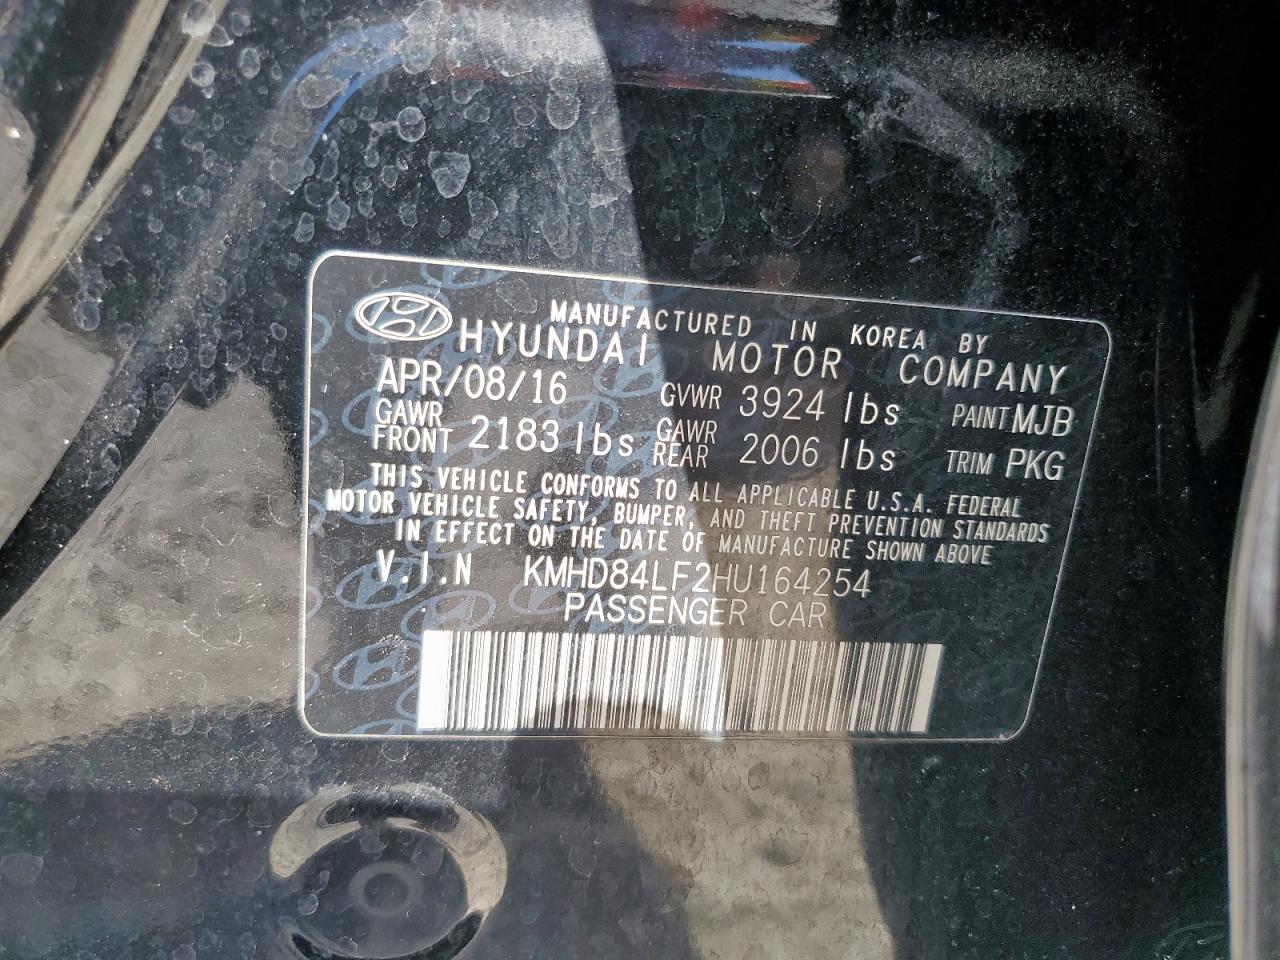 MANUFACTURED IN KOREA BY
HYUNDAI MOTOR COMPANY
APR/08/16 GVWR 3924 lbs PAINT MJB
GAWR FRONT 2183 lbs GAWR REAR 2006 lbs TRIM PKG
THIS VEHICLE CONFORMS TO ALL APPLICABLE U.S.A. FEDERAL
MOTOR VEHICLE SAFETY, BUMPER, AND THEFT PREVENTION STANDARDS
IN EFFECT ON THE DATE OF MANUFACTURE SHOWN ABOVE
V.I.N KMHD84LF2HU164254
PASSENGER CAR